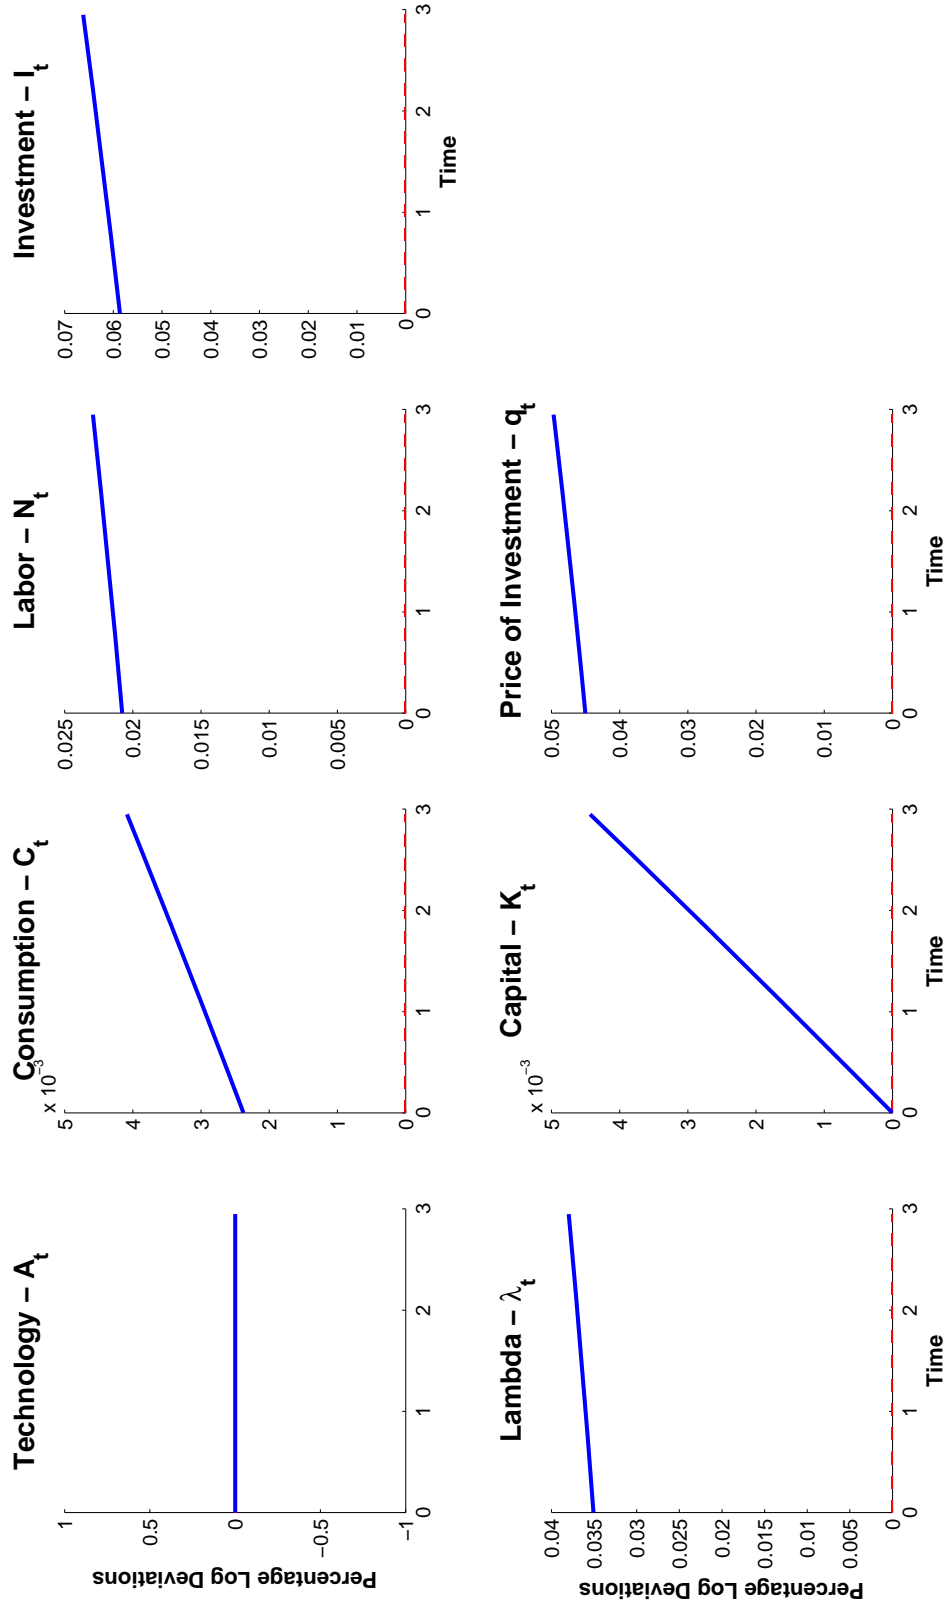 Technology − A_t
Percentage Log Deviations
1
0.5
0
−0.5
−1
0 1 2 3
Consumption − C_t
x 10^−3
5
4
3
2
1
0
0 1 2 3
Labor − N_t
0.025
0.02
0.015
0.01
0.005
0
0 1 2 3
Investment − I_t
0.07
0.06
0.05
0.04
0.03
0.02
0.01
0
0 1 2 3
Time
Lambda − λ_t
Percentage Log Deviations
0.04
0.035
0.03
0.025
0.02
0.015
0.01
0.005
0
0 1 2 3
Time
Capital − K_t
x 10^−3
5
4
3
2
1
0
0 1 2 3
Time
Price of Investment − q_t
0.05
0.04
0.03
0.02
0.01
0
0 1 2 3
Time